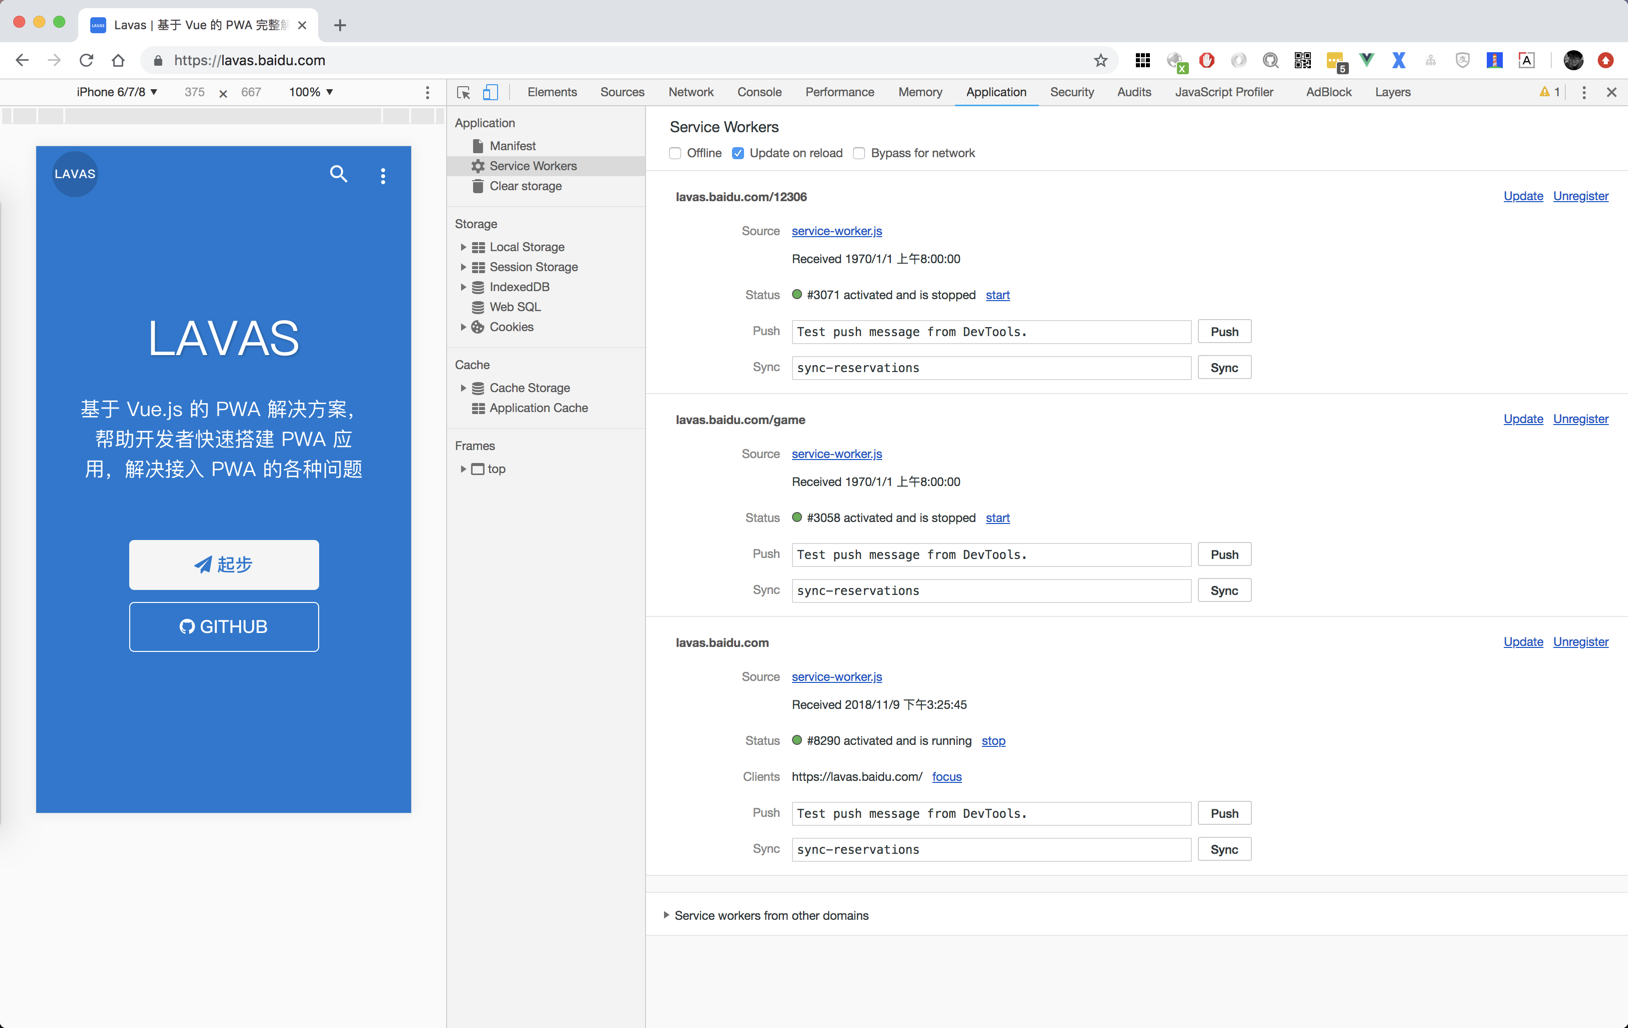 Lavas | 基于 Vue 的 PWA 完整
https://lavas.baidu.com
5
A
iPhone 6/7/8 ▼ 375 × 667 100% ▼
Elements Sources Network Console Performance Memory Application Security Audits JavaScript Profiler AdBlock Layers 1
LAVAS
LAVAS
基于 Vue.js 的 PWA 解决方案，
帮助开发者快速搭建 PWA 应
用，解决接入 PWA 的各种问题
起步
GITHUB
Application
Manifest
Service Workers
Clear storage
Storage
Local Storage
Session Storage
IndexedDB
Web SQL
Cookies
Cache
Cache Storage
Application Cache
Frames
top
Service Workers
Offline Update on reload Bypass for network
lavas.baidu.com/12306 Update Unregister
Source service-worker.js
Received 1970/1/1 上午8:00:00
Status #3071 activated and is stopped start
Push Test push message from DevTools. Push
Sync sync-reservations Sync
lavas.baidu.com/game Update Unregister
Source service-worker.js
Received 1970/1/1 上午8:00:00
Status #3058 activated and is stopped start
Push Test push message from DevTools. Push
Sync sync-reservations Sync
lavas.baidu.com Update Unregister
Source service-worker.js
Received 2018/11/9 下午3:25:45
Status #8290 activated and is running stop
Clients https://lavas.baidu.com/ focus
Push Test push message from DevTools. Push
Sync sync-reservations Sync
Service workers from other domains